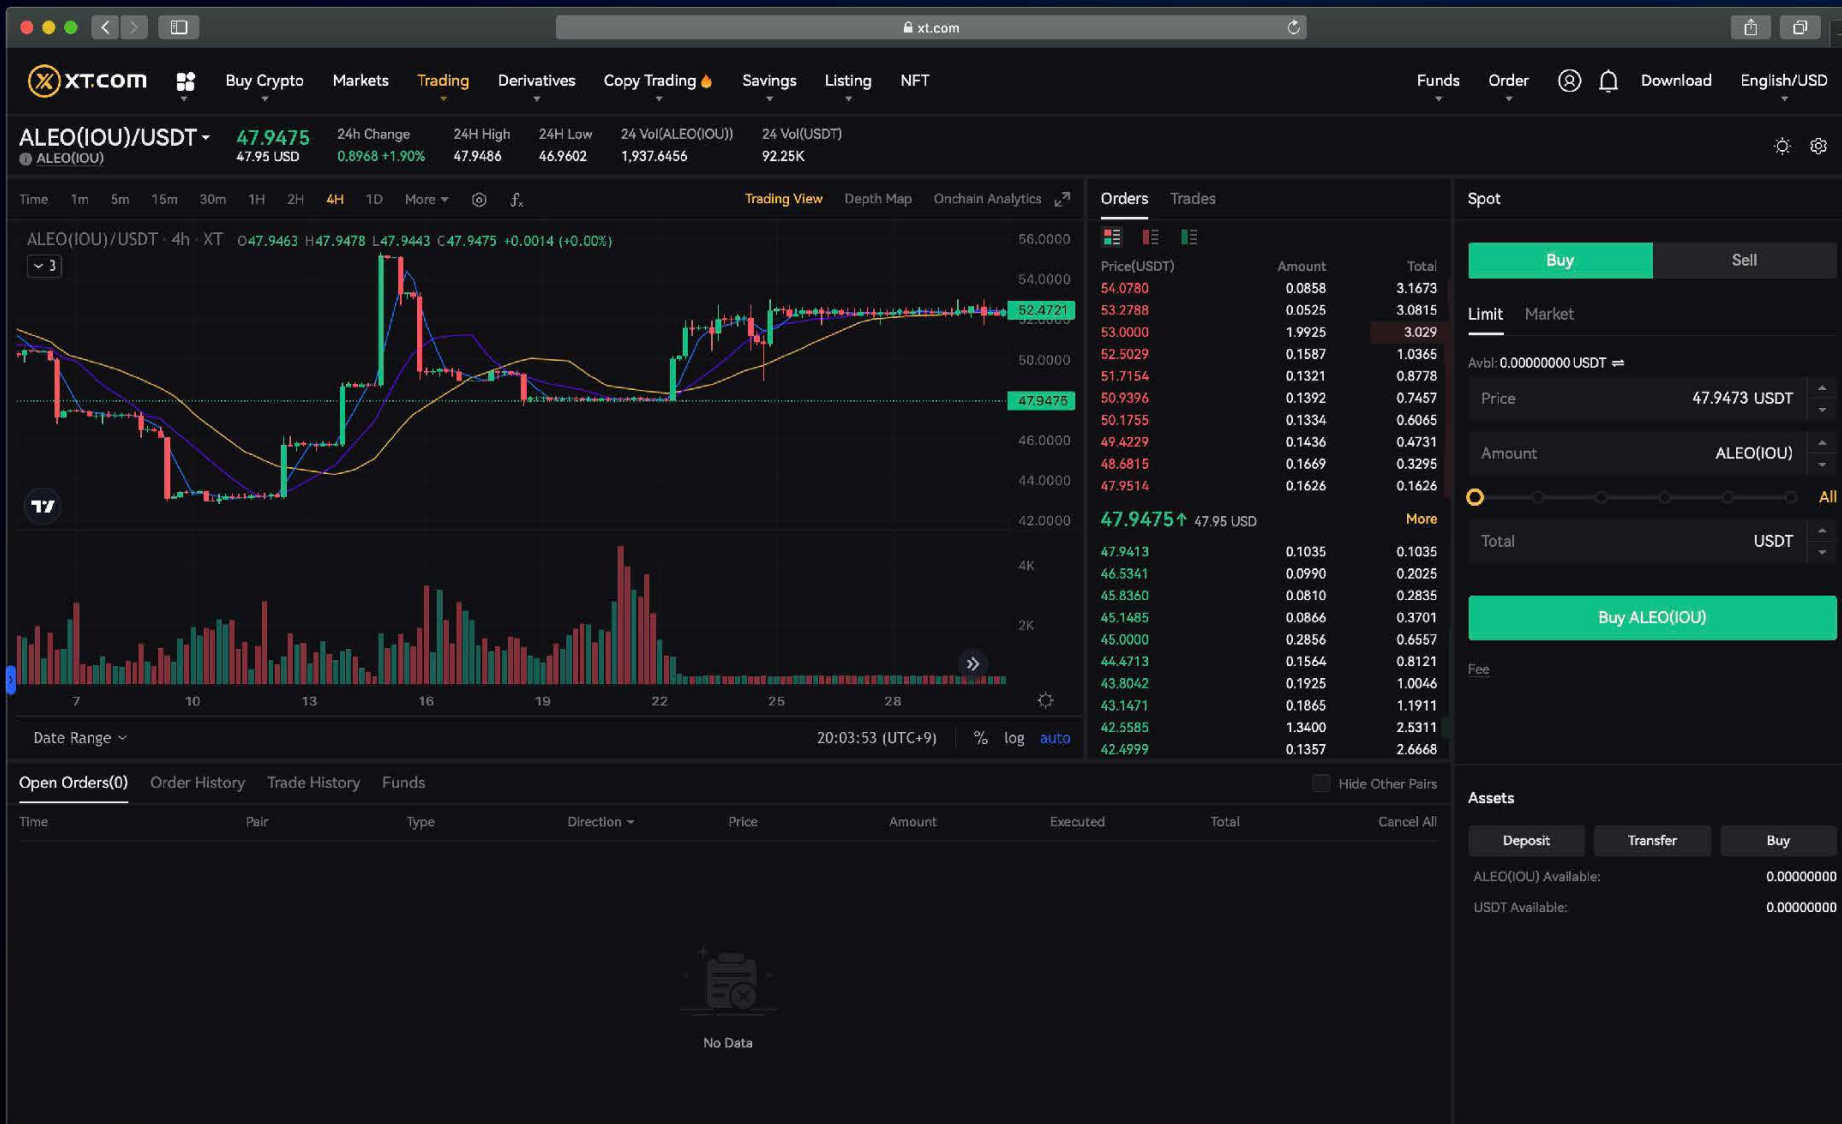 xt.com
XT.COM
Buy Crypto
Markets
Trading
Derivatives
Copy Trading
Savings
Listing
NFT
Funds
Order
Download
English/USD
ALEO(IOU)/USDT
ALEO(IOU)
47.9475
47.95 USD
24h Change
0.8968 +1.90%
24H High
47.9486
24H Low
46.9602
24 Vol(ALEO(IOU))
1,937.6456
24 Vol(USDT)
92.25K
Time 1m 5m 15m 30m 1H 2H 4H 1D More
Trading View Depth Map Onchain Analytics
ALEO(IOU)/USDT · 4h · XT O47.9463 H47.9478 L47.9443 C47.9475 +0.0014 (+0.00%)
3
56.0000
54.0000
52.4721
52.0000
50.0000
47.9475
46.0000
44.0000
42.0000
4K
2K
7 10 13 16 19 22 25 28
Date Range
20:03:53 (UTC+9)
% log auto
Orders Trades
Price(USDT) Amount Total
54.0780 0.0858 3.1673
53.2788 0.0525 3.0815
53.0000 1.9925 3.029
52.5029 0.1587 1.0365
51.7154 0.1321 0.8778
50.9396 0.1392 0.7457
50.1755 0.1334 0.6065
49.4229 0.1436 0.4731
48.6815 0.1669 0.3295
47.9514 0.1626 0.1626
47.9475↑ 47.95 USD More
47.9413 0.1035 0.1035
46.5341 0.0990 0.2025
45.8360 0.0810 0.2835
45.1485 0.0866 0.3701
45.0000 0.2856 0.6557
44.4713 0.1564 0.8121
43.8042 0.1925 1.0046
43.1471 0.1865 1.1911
42.5585 1.3400 2.5311
42.4999 0.1357 2.6668
Spot
Buy Sell
Limit Market
Avbl: 0.00000000 USDT
Price 47.9473 USDT
Amount ALEO(IOU)
All
Total USDT
Buy ALEO(IOU)
Fee
Open Orders(0) Order History Trade History Funds
Hide Other Pairs
Time Pair Type Direction Price Amount Executed Total Cancel All
No Data
Assets
Deposit Transfer Buy
ALEO(IOU) Available: 0.00000000
USDT Available: 0.00000000